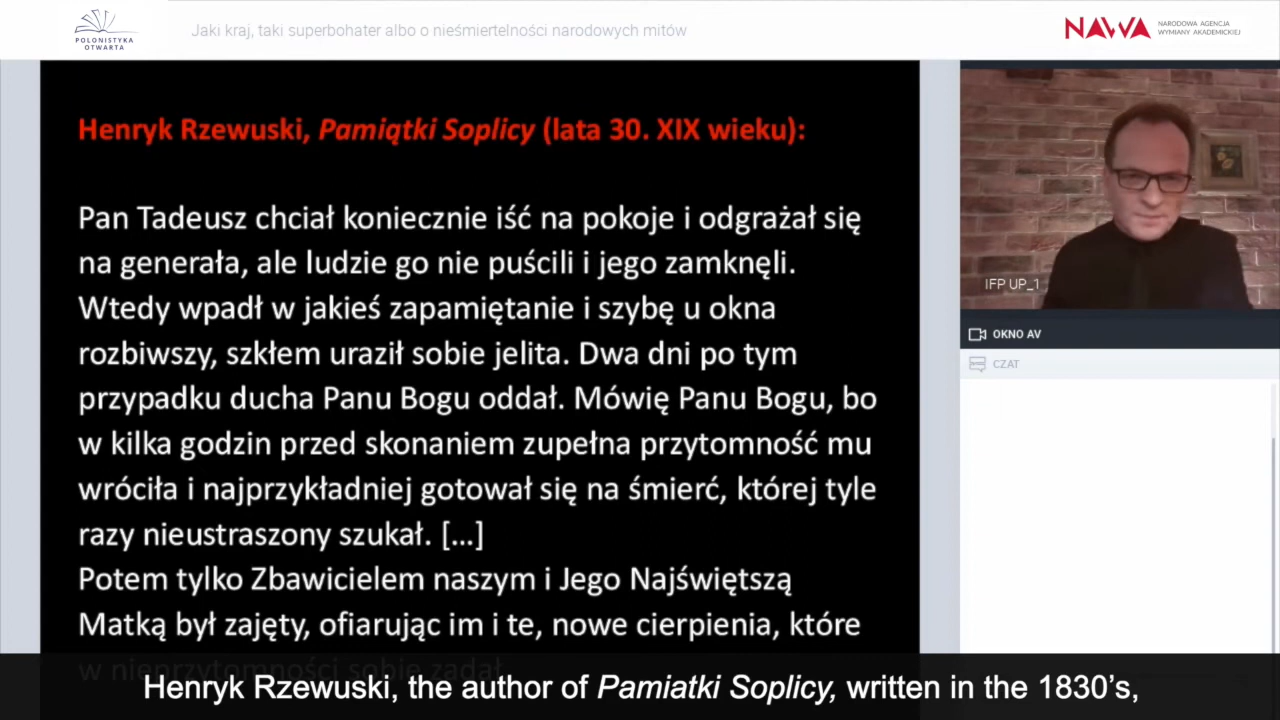 POLONISTYKA
OTWARTA
Jaki kraj, taki superbohater albo o nieśmiertelności narodowych mitów
NAWA
NARODOWA AGENCJA
WYMIANY AKADEMICKIEJ
Henryk Rzewuski, Pamiątki Soplicy (lata 30. XIX wieku):
Pan Tadeusz chciał koniecznie iść na pokoje i odgrażał się
na generała, ale ludzie go nie puścili i jego zamknęli.
Wtedy wpadł w jakieś zapamiętanie i szybę u okna
rozbiwszy, szkłem uraził sobie jelita. Dwa dni po tym
przypadku ducha Panu Bogu oddał. Mówię Panu Bogu, bo
w kilka godzin przed skonaniem zupełna przytomność mu
wróciła i najprzykładniej gotował się na śmierć, której tyle
razy nieustraszony szukał. […]
Potem tylko Zbawicielem naszym i Jego Najświętszą
Matką był zajęty, ofiarując im i te, nowe cierpienia, które
w nieprzytomności sobie zadał
IFP UP_1
OKNO AV
CZAT
Henryk Rzewuski, the author of Pamiatki Soplicy, written in the 1830's,